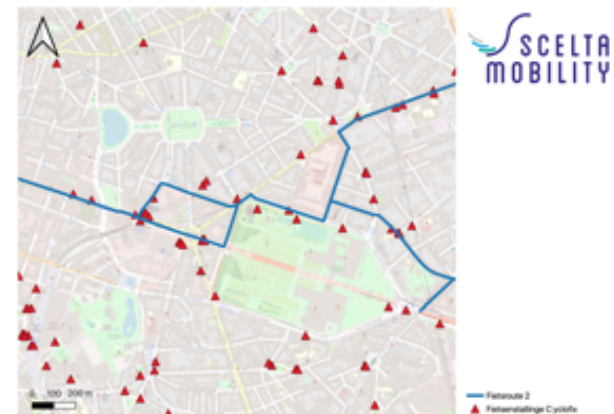 SCELTA
MOBILITY
0 100 200 m
Fietsroute 2
Fietsenstallinge Cyclofix